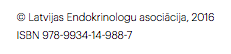 © Latvijas Endokrinologu asociācija, 2016
ISBN 978-9934-14-988-7